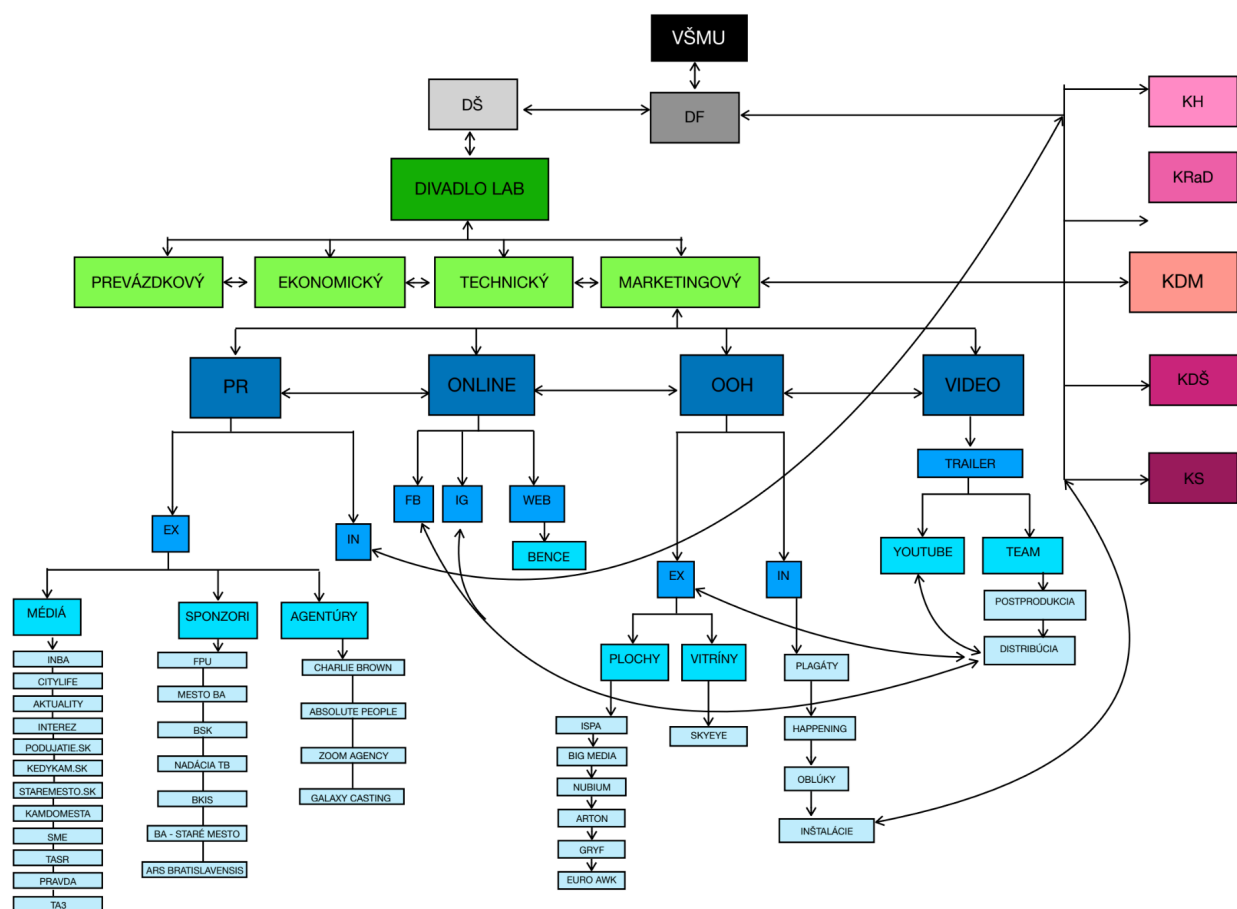 VŠMU
DŠ
DF
KH
KRaD
DIVADLO LAB
PREVÁZDKOVÝ
EKONOMICKÝ
TECHNICKÝ
MARKETINGOVÝ
KDM
PR
ONLINE
OOH
VIDEO
KDŠ
TRAILER
KS
FB
IG
WEB
EX
IN
BENCE
YOUTUBE
TEAM
EX
IN
MÉDIÁ
SPONZORI
AGENTÚRY
POSTPRODUKCIA
DISTRIBÚCIA
PLOCHY
VITRÍNY
PLAGÁTY
INBA
CITYLIFE
AKTUALITY
INTEREZ
PODUJATIE.SK
KEDYKAM.SK
STAREMESTO.SK
KAMDOMESTA
SME
TASR
PRAVDA
TA3
FPU
MESTO BA
BSK
NADÁCIA TB
BKIS
BA - STARÉ MESTO
ARS BRATISLAVENSIS
CHARLIE BROWN
ABSOLUTE PEOPLE
ZOOM AGENCY
GALAXY CASTING
ISPA
BIG MEDIA
NUBIUM
ARTON
GRYF
EURO AWK
SKYEYE
HAPPENING
OBLÚKY
INŠTALÁCIE